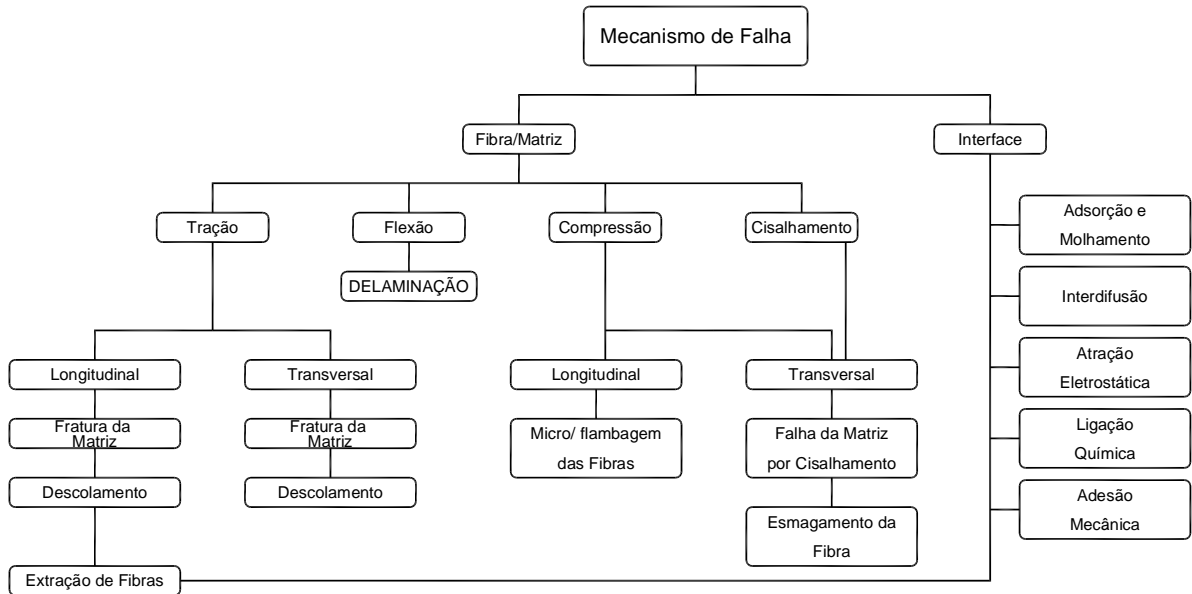 Mecanismo de Falha
Fibra/Matriz
Interface
Tração
Flexão
Compressão
Cisalhamento
DELAMINAÇÃO
Adsorção e
Molhamento
Interdifusão
Atração
Eletrostática
Ligação
Química
Adesão
Mecânica
Longitudinal
Transversal
Longitudinal
Transversal
Fratura da
Matriz
Fratura da
Matriz
Micro/ flambagem
das Fibras
Falha da Matriz
por Cisalhamento
Descolamento
Descolamento
Esmagamento da
Fibra
Extração de Fibras